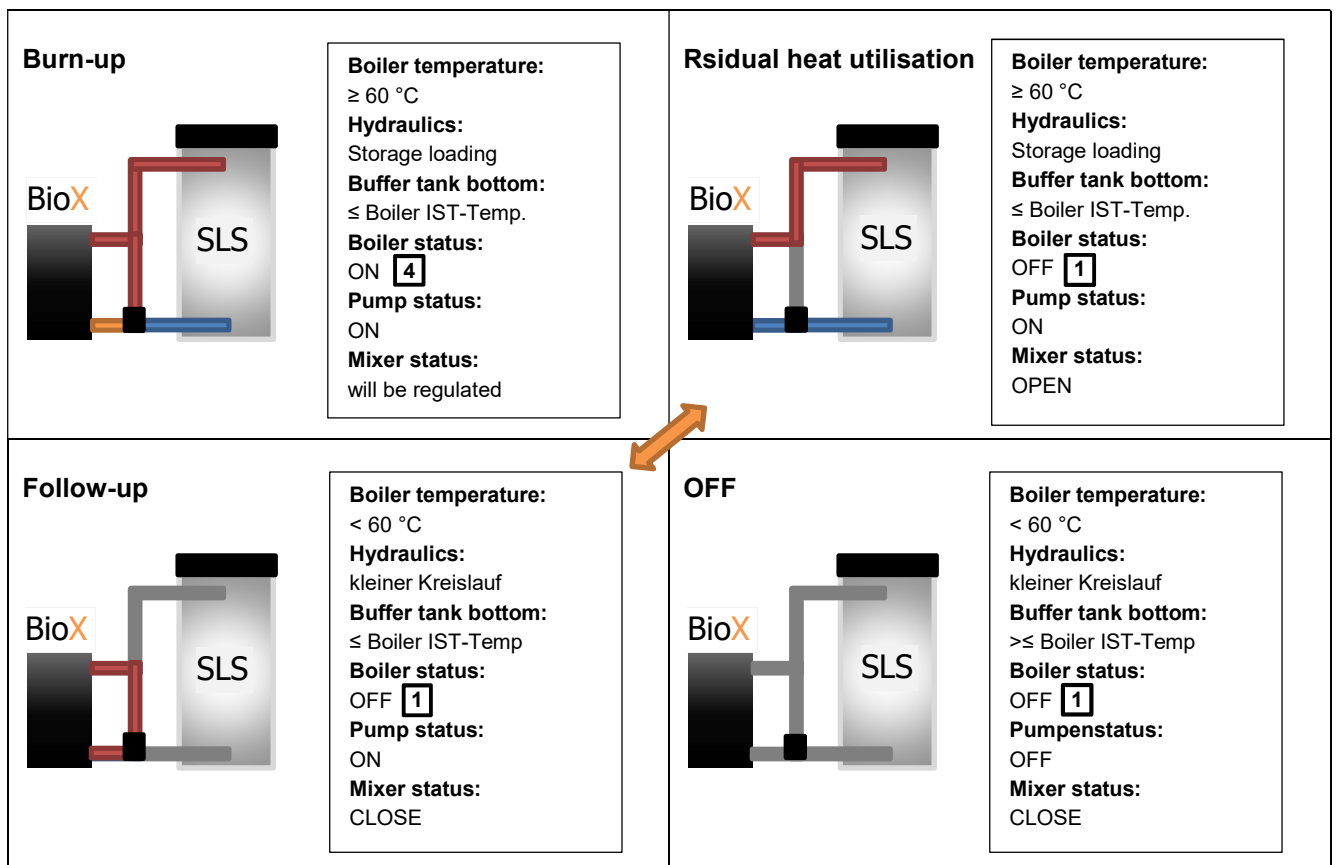 Burn-up
BioX
SLS
Boiler temperature:
≥ 60 °C
Hydraulics:
Storage loading
Buffer tank bottom:
≤ Boiler IST-Temp.
Boiler status:
ON 4
Pump status:
ON
Mixer status:
will be regulated
Rsidual heat utilisation
BioX
SLS
Boiler temperature:
≥ 60 °C
Hydraulics:
Storage loading
Buffer tank bottom:
≤ Boiler IST-Temp.
Boiler status:
OFF 1
Pump status:
ON
Mixer status:
OPEN
Follow-up
BioX
SLS
Boiler temperature:
< 60 °C
Hydraulics:
kleiner Kreislauf
Buffer tank bottom:
≤ Boiler IST-Temp
Boiler status:
OFF 1
Pump status:
ON
Mixer status:
CLOSE
OFF
BioX
SLS
Boiler temperature:
< 60 °C
Hydraulics:
kleiner Kreislauf
Buffer tank bottom:
>≤ Boiler IST-Temp
Boiler status:
OFF 1
Pumpenstatus:
OFF
Mixer status:
CLOSE